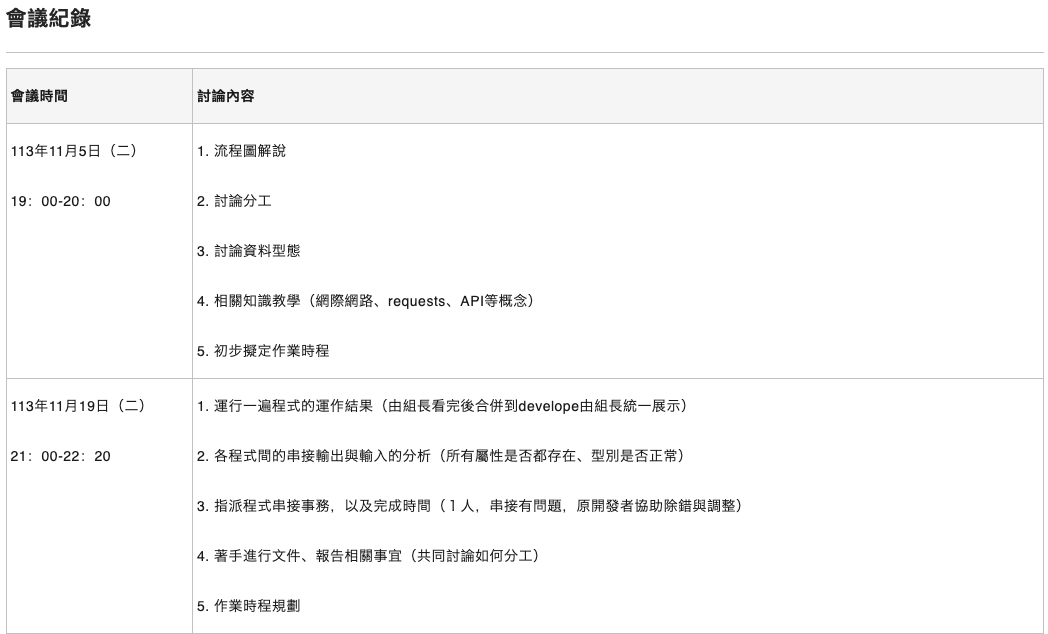 會議紀錄
會議時間
討論內容
113年11月5日（二）
19：00-20：00
1. 流程圖解說
2. 討論分工
3. 討論資料型態
4. 相關知識教學（網際網路、requests、API等概念）
5. 初步擬定作業時程
113年11月19日（二）
21：00-22：20
1. 運行一遍程式的運作結果（由組長看完後合併到develope由組長統一展示）
2. 各程式間的串接輸出與輸入的分析（所有屬性是否都存在、型別是否正常）
3. 指派程式串接事務，以及完成時間（１人，串接有問題，原開發者協助除錯與調整）
4. 著手進行文件、報告相關事宜（共同討論如何分工）
5. 作業時程規劃